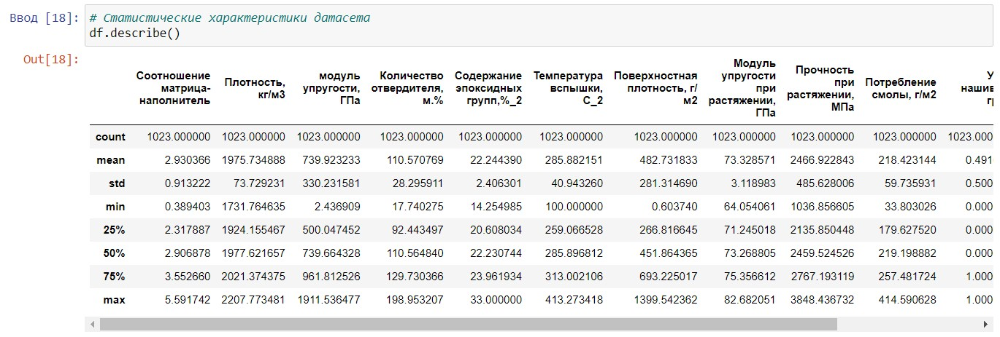 Ввод [18]: # Статистические характеристики датасета
df.describe()
Out[18]:
Соотношение матрица-наполнитель Плотность, кг/м3 модуль упругости, ГПа Количество отвердителя, м.% Содержание эпоксидных групп,%_2 Температура вспышки, С_2 Поверхностная плотность, г/м2 Модуль упругости при растяжении, ГПа Прочность при растяжении, МПа Потребление смолы, г/м2
count 1023.000000 1023.000000 1023.000000 1023.000000 1023.000000 1023.000000 1023.000000 1023.000000 1023.000000 1023.000000 1023.000
mean 2.930366 1975.734888 739.923233 110.570769 22.244390 285.882151 482.731833 73.328571 2466.922843 218.423144 0.491
std 0.913222 73.729231 330.231581 28.295911 2.406301 40.943260 281.314690 3.118983 485.628006 59.735931 0.500
min 0.389403 1731.764635 2.436909 17.740275 14.254985 100.000000 0.603740 64.054061 1036.856605 33.803026 0.000
25% 2.317887 1924.155467 500.047452 92.443497 20.608034 259.066528 266.816645 71.245018 2135.850448 179.627520 0.000
50% 2.906878 1977.621657 739.664328 110.564840 22.230744 285.896812 451.864365 73.268805 2459.524526 219.198882 0.000
75% 3.552660 2021.374375 961.812526 129.730366 23.961934 313.002106 693.225017 75.356612 2767.193119 257.481724 1.000
max 5.591742 2207.773481 1911.536477 198.953207 33.000000 413.273418 1399.542362 82.682051 3848.436732 414.590628 1.000